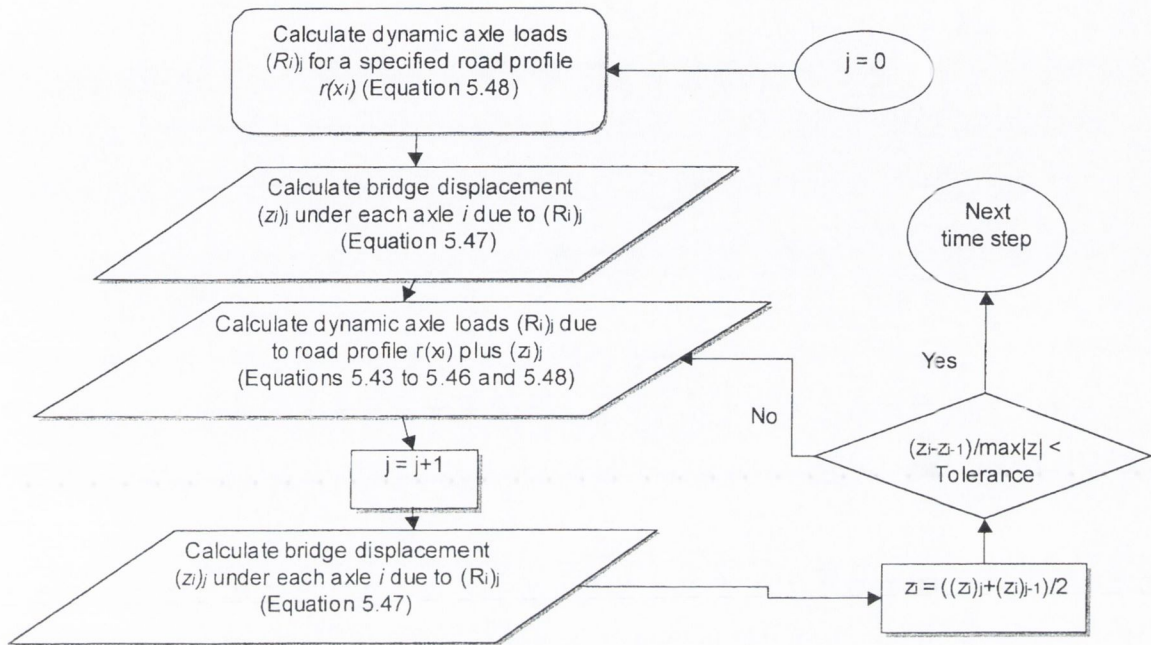 Calculate dynamic axle loads
(Ri)j for a specified road profile
r(xi) (Equation 5.48)
j = 0
Calculate bridge displacement
(zi)j under each axle i due to (Ri)j
(Equation 5.47)
Next
time step
Calculate dynamic axle loads (Ri)j due
to road profile r(xi) plus (zi)j
(Equations 5.43 to 5.46 and 5.48)
Yes
No
(zi-zi-1)/max|z| <
Tolerance
j = j+1
Calculate bridge displacement
(zi)j under each axle i due to (Ri)j
(Equation 5.47)
zi = ((zi)j+(zi)j-1)/2